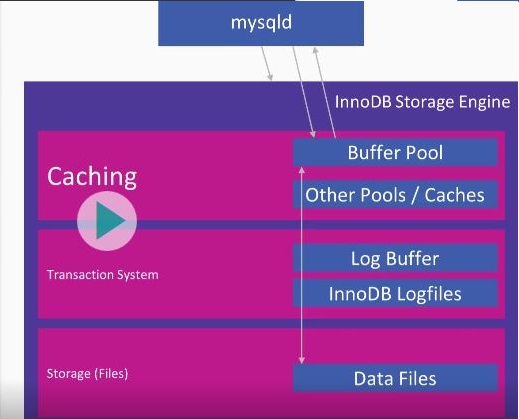 mysqld
InnoDB Storage Engine
Caching
Buffer Pool
Other Pools / Caches
Transaction System
Log Buffer
InnoDB Logfiles
Storage (Files)
Data Files